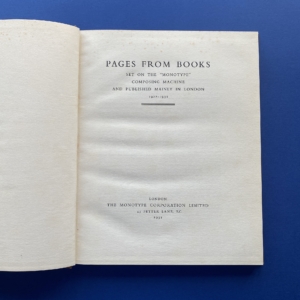 PAGES FROM BOOKS
SET ON THE "MONOTYPE"
COMPOSING MACHINE
AND PUBLISHED MAINLY IN LONDON
LONDON
THE MONOTYPE CORPORATION LIMITED
43 FETTER LANE, EC
1931